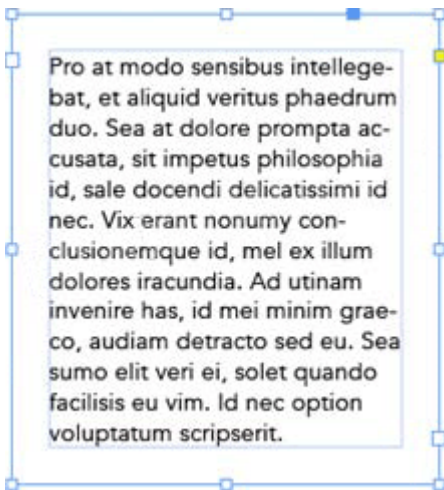 Pro at modo sensibus intellege-
bat, et aliquid veritus phaedrum
duo. Sea at dolore prompta ac-
cusata, sit impetus philosophia
id, sale docendi delicatissimi id
nec. Vix erant nonumy con-
clusionemque id, mel ex illum
dolores iracundia. Ad utinam
invenire has, id mei minim grae-
co, audiam detracto sed eu. Sea
sumo elit veri ei, solet quando
facilisis eu vim. Id nec option
voluptatum scripserit.